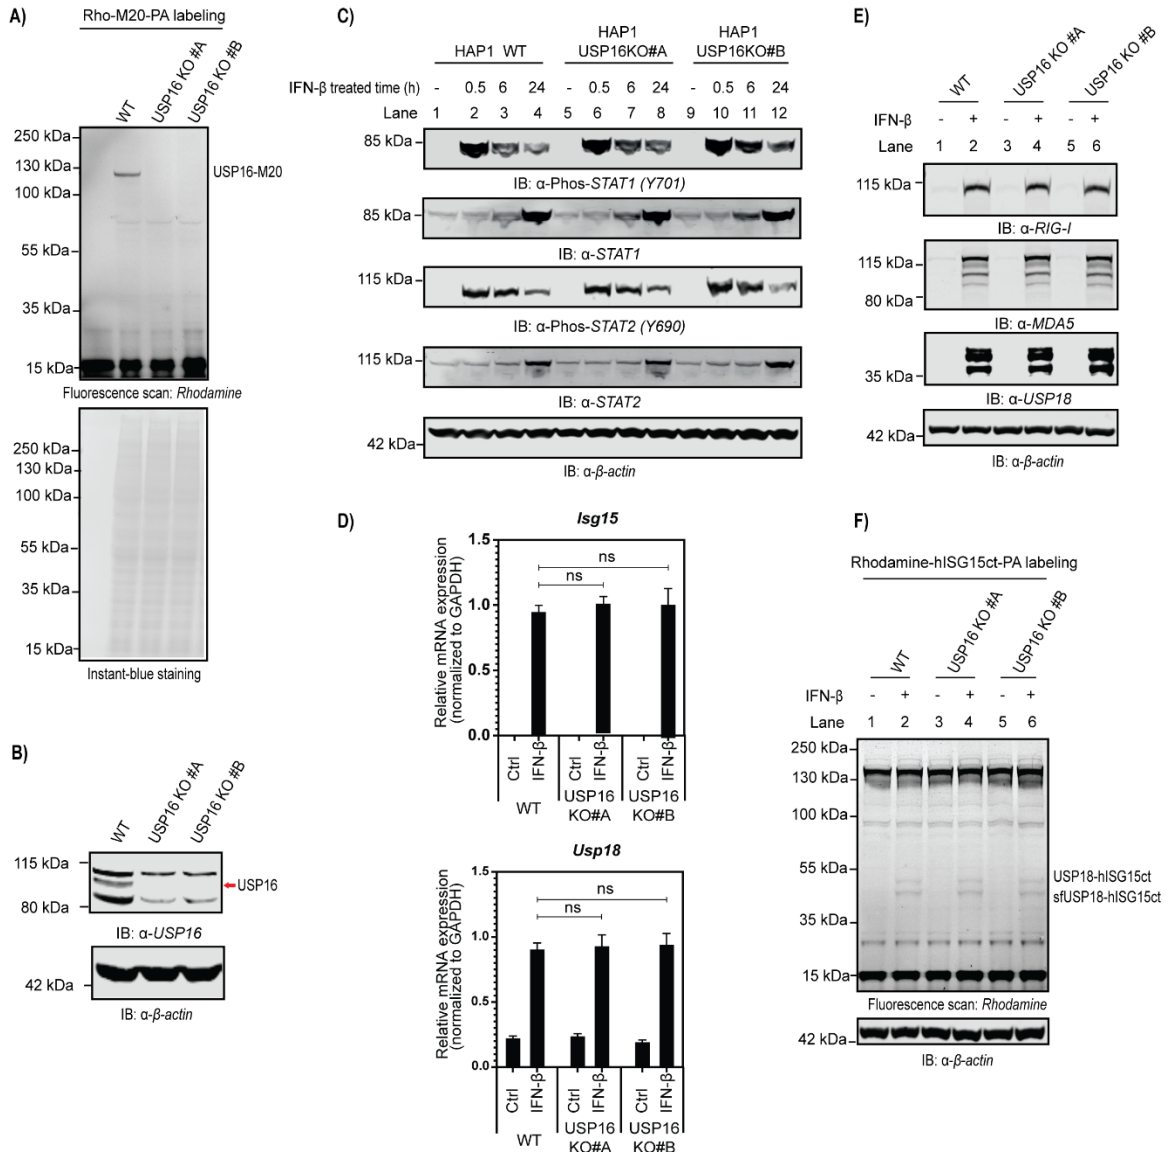 A)
Rho-M20-PA labeling
WT
USP16 KO #A
USP16 KO #B
250 kDa
130 kDa
100 kDa
55 kDa
35 kDa
15 kDa
USP16-M20
Fluorescence scan: Rhodamine
250 kDa
130 kDa
100 kDa
55 kDa
35 kDa
15 kDa
Instant-blue staining
B)
WT
USP16 KO #A
USP16 KO #B
115 kDa
80 kDa
USP16
IB: α-USP16
42 kDa
IB: α-β-actin
C)
HAP1 WT
HAP1
USP16KO#A
HAP1
USP16KO#B
IFN-β treated time (h) - 0.5 6 24 - 0.5 6 24 - 0.5 6 24
Lane 1 2 3 4 5 6 7 8 9 10 11 12
85 kDa
IB: α-Phos-STAT1 (Y701)
85 kDa
IB: α-STAT1
115 kDa
IB: α-Phos-STAT2 (Y690)
115 kDa
IB: α-STAT2
42 kDa
IB: α-β-actin
D)
Isg15
Relative mRNA expression
(normalized to GAPDH)
1.5
1.0
0.5
0.0
ns
ns
Ctrl IFN-β Ctrl IFN-β Ctrl IFN-β
WT
USP16
KO#A
USP16
KO#B
Usp18
Relative mRNA expression
(normalized to GAPDH)
1.5
1.0
0.5
0.0
ns
ns
Ctrl IFN-β Ctrl IFN-β Ctrl IFN-β
WT
USP16
KO#A
USP16
KO#B
E)
WT
USP16 KO #A
USP16 KO #B
IFN-β - + - + - +
Lane 1 2 3 4 5 6
115 kDa
IB: α-RIG-I
115 kDa
80 kDa
IB: α-MDA5
35 kDa
IB: α-USP18
42 kDa
IB: α-β-actin
F)
Rhodamine-hISG15ct-PA labeling
WT
USP16 KO #A
USP16 KO #B
IFN-β - + - + - +
Lane 1 2 3 4 5 6
250 kDa
130 kDa
100 kDa
55 kDa
35 kDa
15 kDa
USP18-hISG15ct
sfUSP18-hISG15ct
Fluorescence scan: Rhodamine
42 kDa
IB: α-β-actin